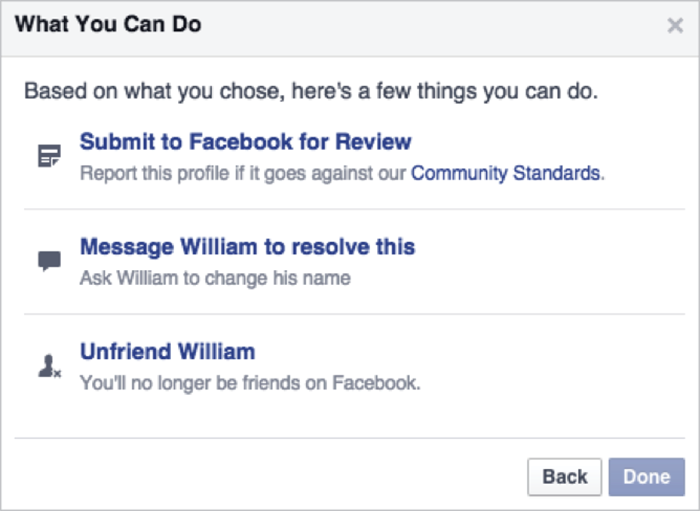 What You Can Do
Based on what you chose, here's a few things you can do.
Submit to Facebook for Review
Report this profile if it goes against our Community Standards.
Message William to resolve this
Ask William to change his name
Unfriend William
You'll no longer be friends on Facebook.
Back Done